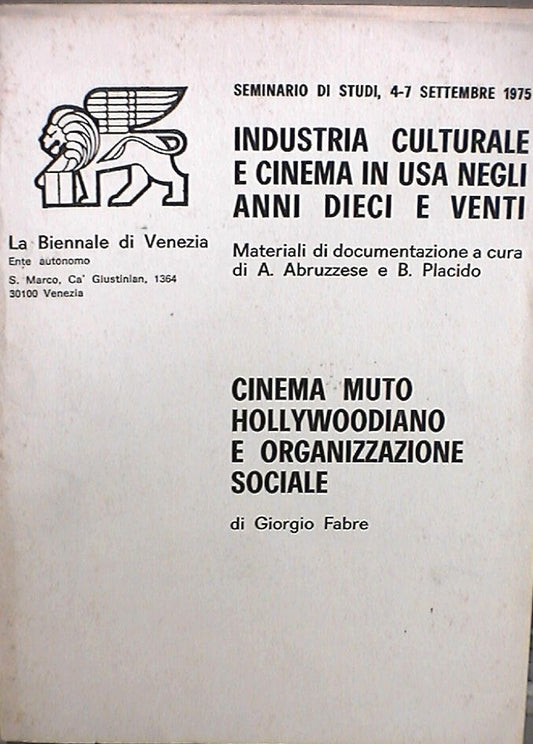 SEMINARIO DI STUDI, 4-7 SETTEMBRE 1975
INDUSTRIA CULTURALE
E CINEMA IN USA NEGLI
ANNI DIECI E VENTI
Materiali di documentazione a cura
di A. Abruzzese e B. Placido
La Biennale di Venezia
Ente autonomo
S. Marco, Ca' Giustinian, 1364
30100 Venezia
CINEMA MUTO
HOLLYWOODIANO
E ORGANIZZAZIONE
SOCIALE
di Giorgio Fabre